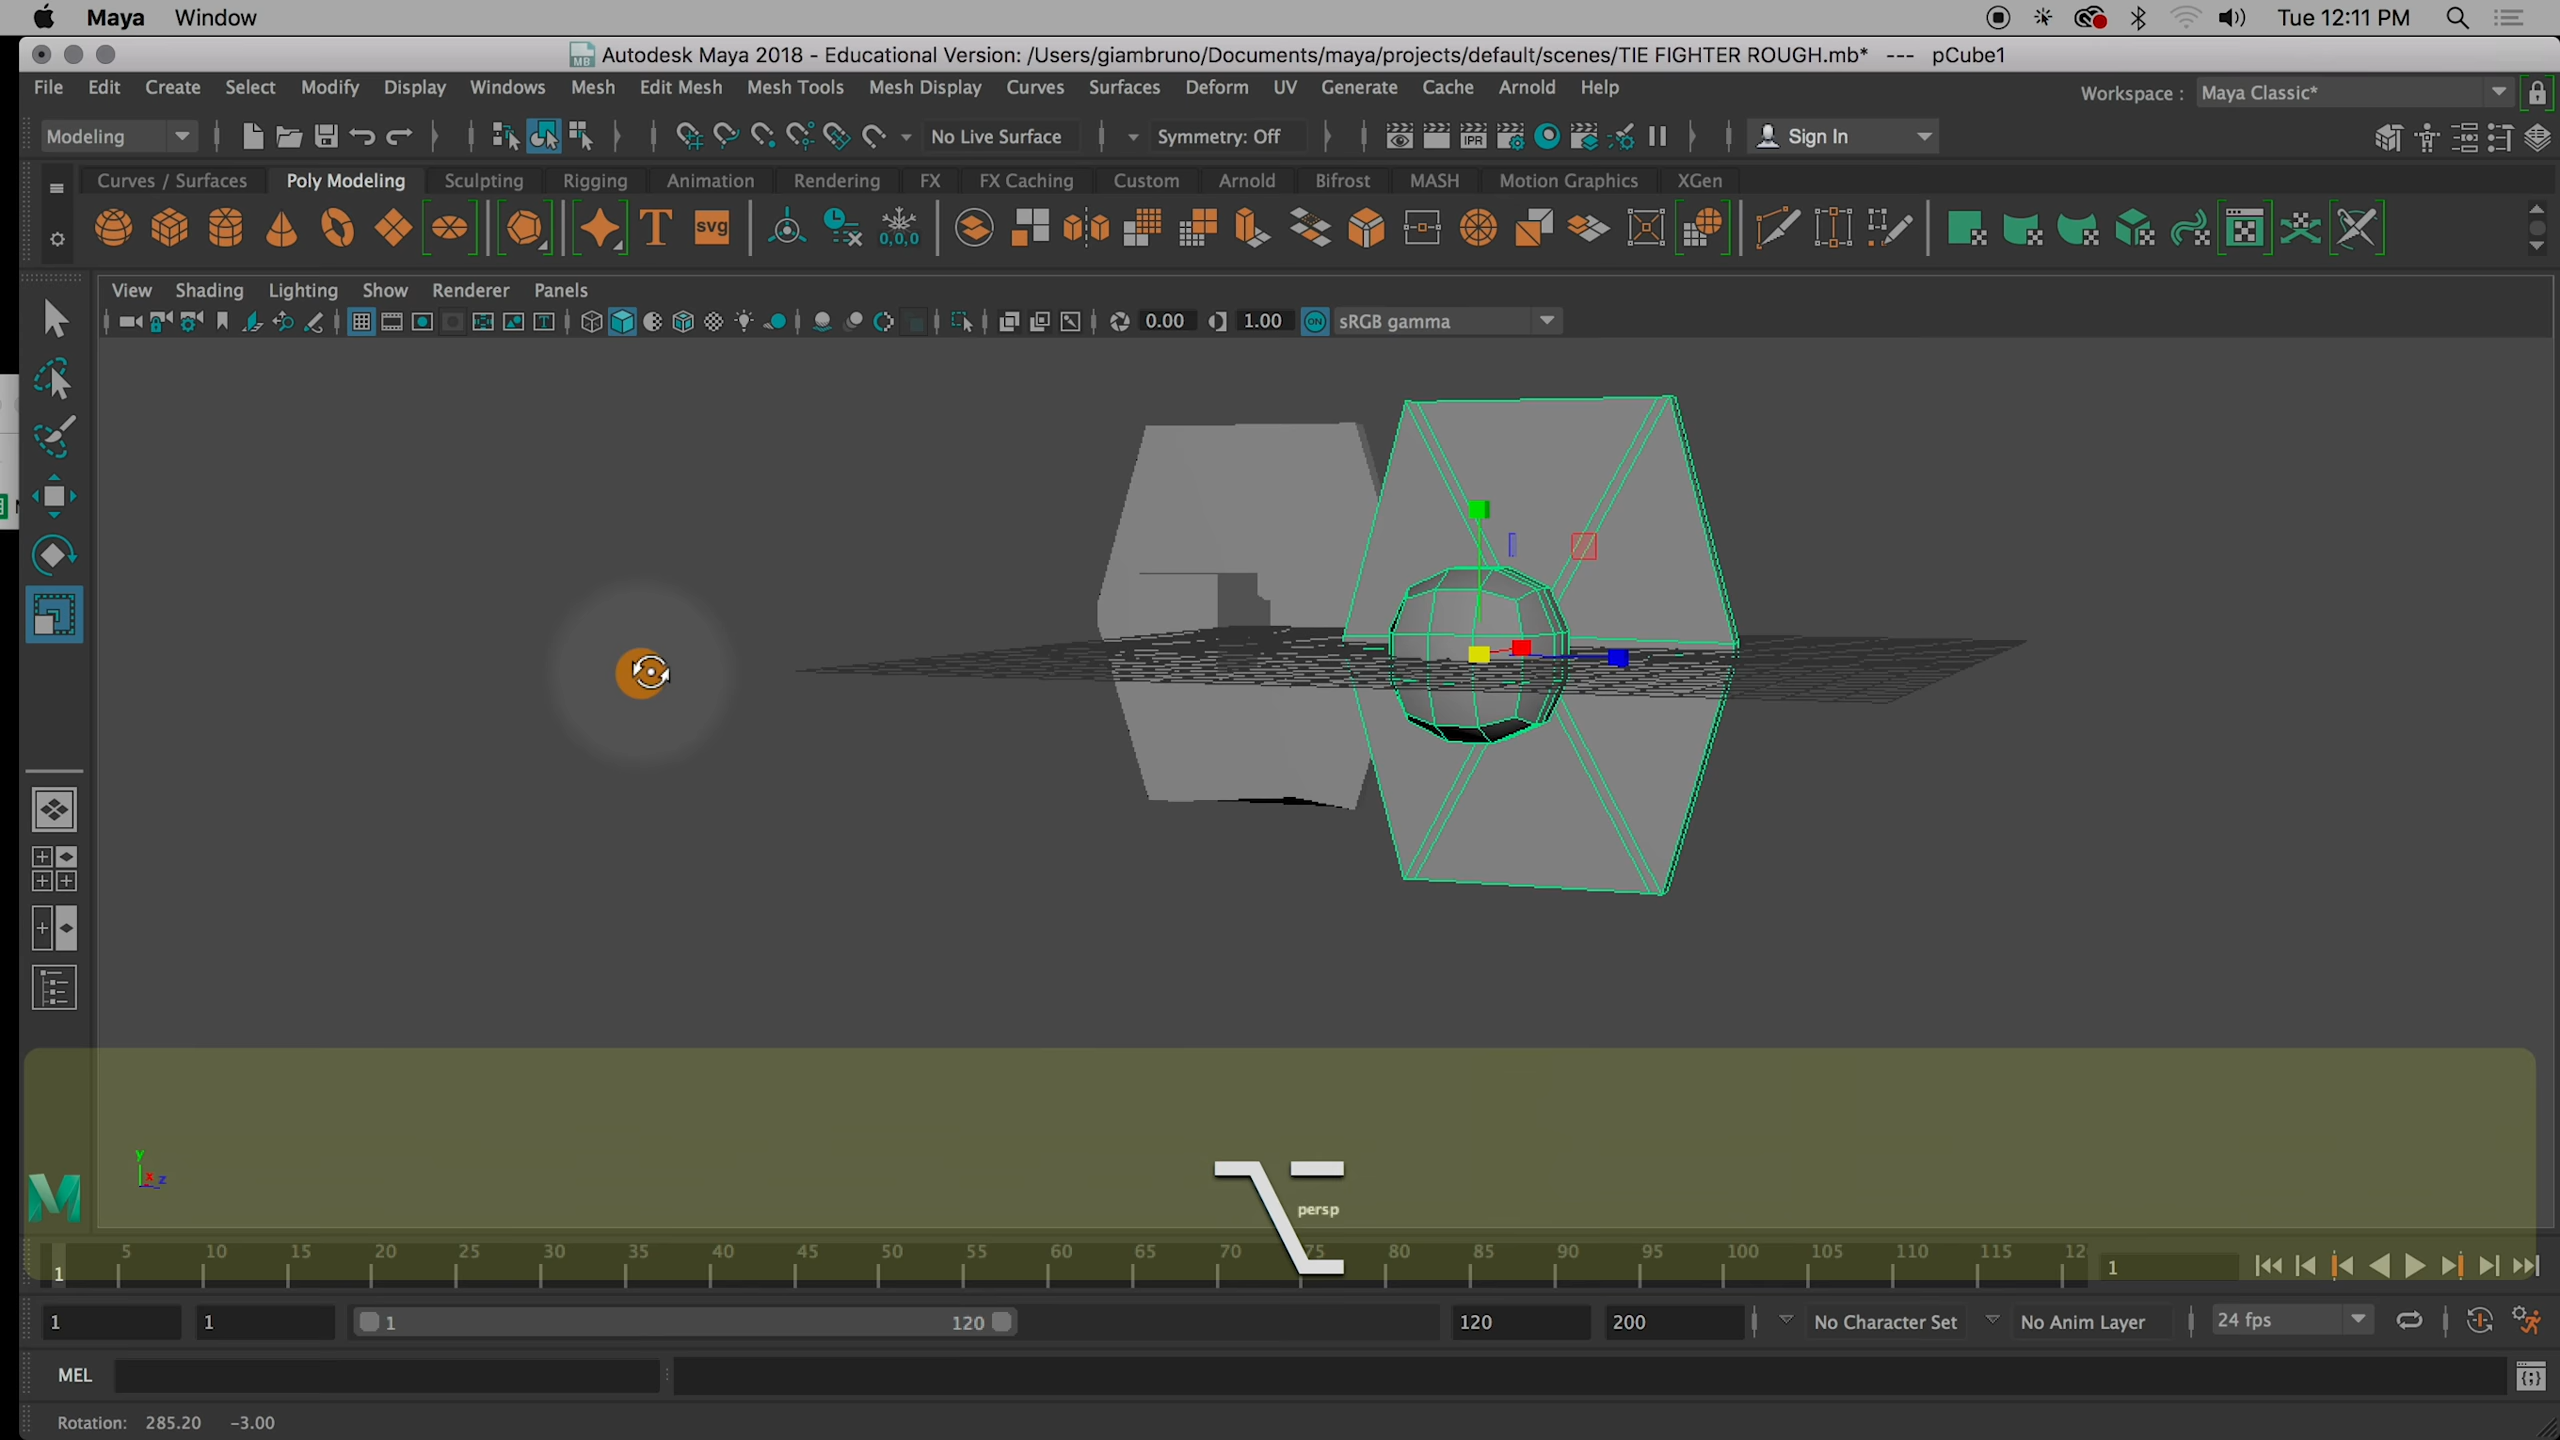 Maya Window Tue 12:11 PM
Autodesk Maya 2018 - Educational Version: /Users/giambruno/Documents/maya/projects/default/scenes/TIE FIGHTER ROUGH.mb* --- pCube1
File Edit Create Select Modify Display Windows Mesh Edit Mesh Mesh Tools Mesh Display Curves Surfaces Deform UV Generate Cache Arnold Help Workspace : Maya Classic*
Modeling No Live Surface Symmetry: Off IPR Sign In
Curves / Surfaces Poly Modeling Sculpting Rigging Animation Rendering FX FX Caching Custom Arnold Bifrost MASH Motion Graphics XGen
T svg 0,0,0
View Shading Lighting Show Renderer Panels
0.00 1.00 ON sRGB gamma
y
x z
persp
5 10 15 20 25 30 35 40 45 50 55 60 65 70 75 80 85 90 95 100 105 110 115 12
1 1
1 1 1 120 120 200 No Character Set No Anim Layer 24 fps
MEL
Rotation: 285.20 -3.00